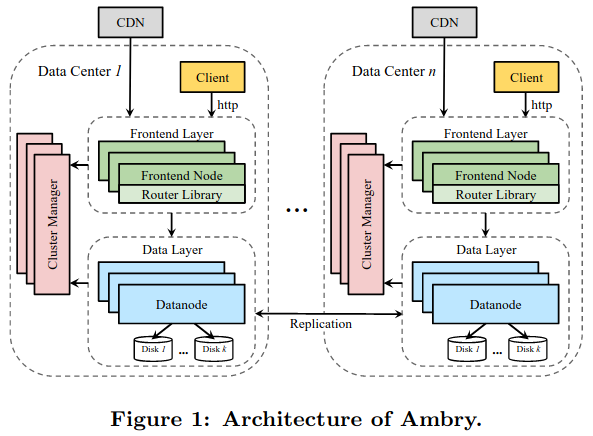 CDN
Data Center 1
Client
http
Frontend Layer
Frontend Node
Router Library
Cluster Manager
Data Layer
Datanode
Disk 1
...
Disk k
...
Replication
CDN
Data Center n
Client
http
Frontend Layer
Frontend Node
Router Library
Cluster Manager
Data Layer
Datanode
Disk 1
...
Disk k
Figure 1: Architecture of Ambry.